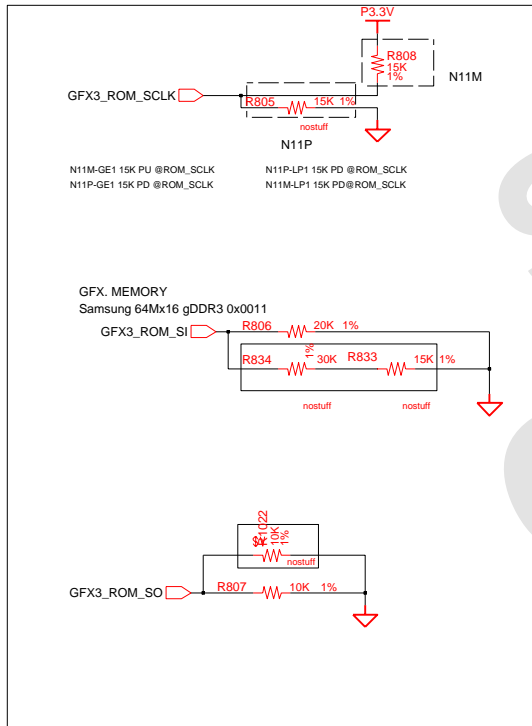 P3.3V
R808
15K
1%
N11M
GFX3_ROM_SCLK
R805 15K 1%
nostuff
N11P
N11M-GE1 15K PU @ROM_SCLK N11P-LP1 15K PD @ROM_SCLK
N11P-GE1 15K PD @ROM_SCLK N11M-LP1 15K PD@ROM_SCLK
GFX. MEMORY
Samsung 64Mx16 gDDR3 0x0011
GFX3_ROM_SI
R806 20K 1%
R834 1% 30K R833 15K 1%
nostuff nostuff
R1022
10K
1%
nostuff
GFX3_ROM_SO
R807 10K 1%